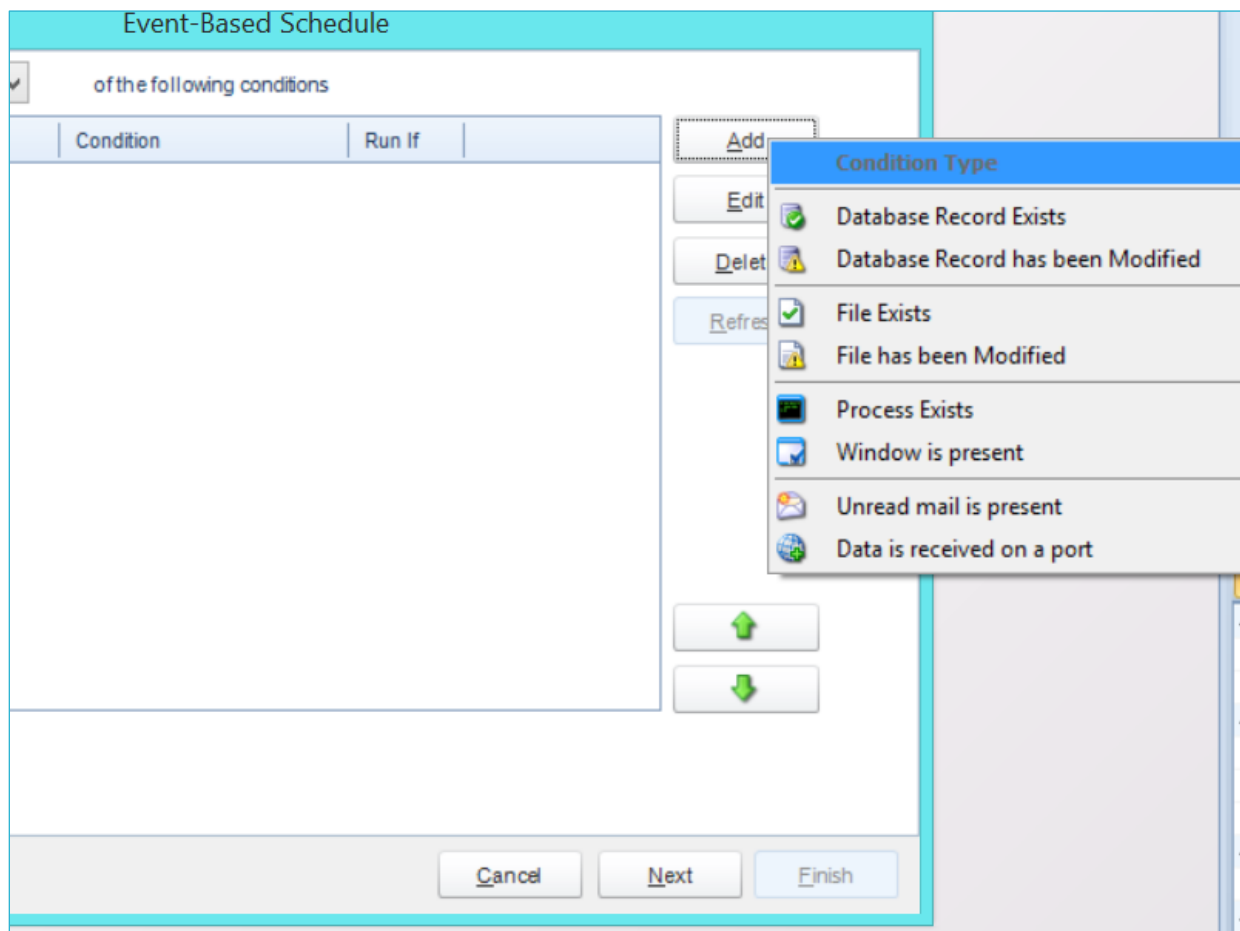 Event-Based Schedule
of the following conditions
Condition Run If
Add
Edit
Delet
Refres
Condition Type
Database Record Exists
Database Record has been Modified
File Exists
File has been Modified
Process Exists
Window is present
Unread mail is present
Data is received on a port
Cancel Next Finish